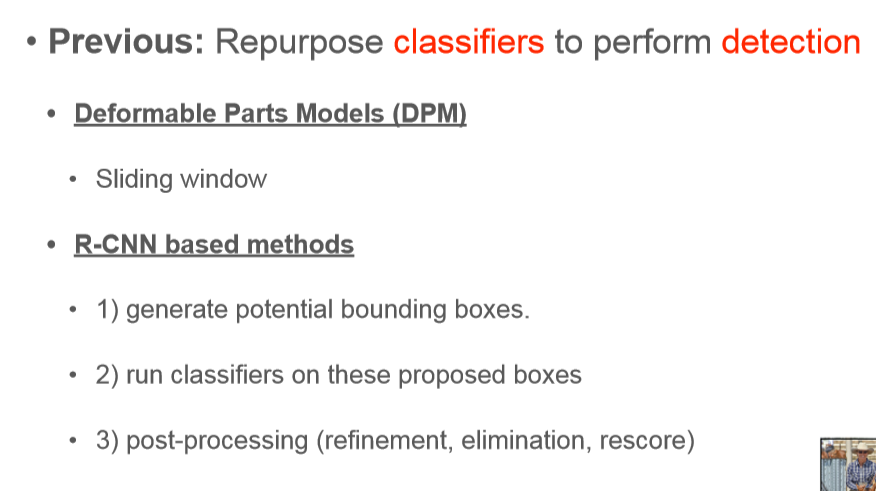 • Previous: Repurpose classifiers to perform detection
• Deformable Parts Models (DPM)
• Sliding window
• R-CNN based methods
• 1) generate potential bounding boxes.
• 2) run classifiers on these proposed boxes
• 3) post-processing (refinement, elimination, rescore)